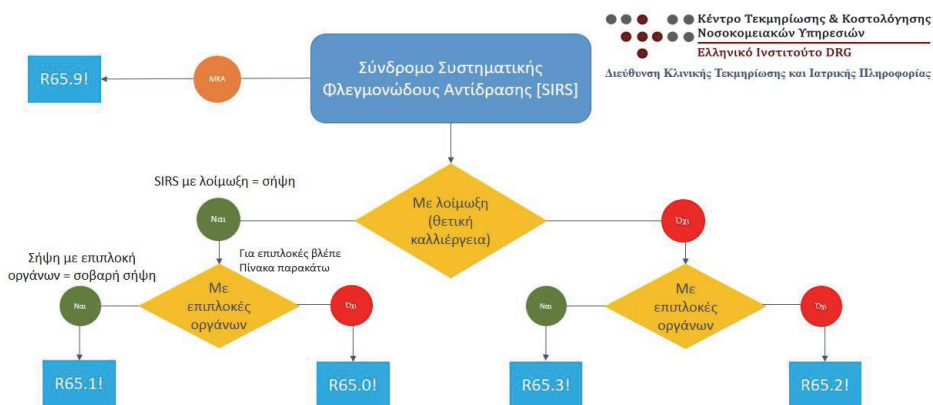 Κέντρο Τεκμηρίωσης & Κοστολόγησης
Νοσοκομειακών Υπηρεσιών
Ελληνικό Ινστιτούτο DRG
Διεύθυνση Κλινικής Τεκμηρίωσης και Ιατρικής Πληροφορίας
R65.9!
ΜΚΑ
Σύνδρομο Συστηματικής
Φλεγμονώδους Αντίδρασης [SIRS]
SIRS με λοίμωξη = σήψη
Ναι
Με λοίμωξη
(θετική
καλλιέργεια)
Όχι
Σήψη με επιπλοκή
οργάνων = σοβαρή σήψη
Για επιπλοκές βλέπε
Πίνακα παρακάτω
Ναι
Με
επιπλοκές
οργάνων
Όχι
Ναι
Με
επιπλοκές
οργάνων
Όχι
R65.1!
R65.0!
R65.3!
R65.2!